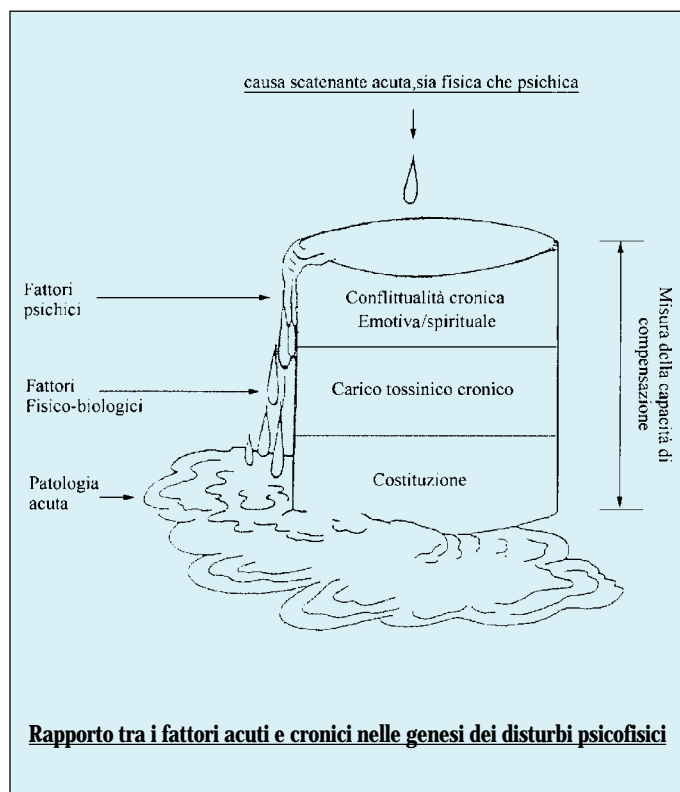 causa scatenante acuta,sia fisica che psichica
Fattori
psichici
Conflittualità cronica
Emotiva/spirituale
Fattori
Fisico-biologici
Carico tossinico cronico
Patologia
acuta
Costituzione
Misura della capacità di
compensazione
Rapporto tra i fattori acuti e cronici nelle genesi dei disturbi psicofisici